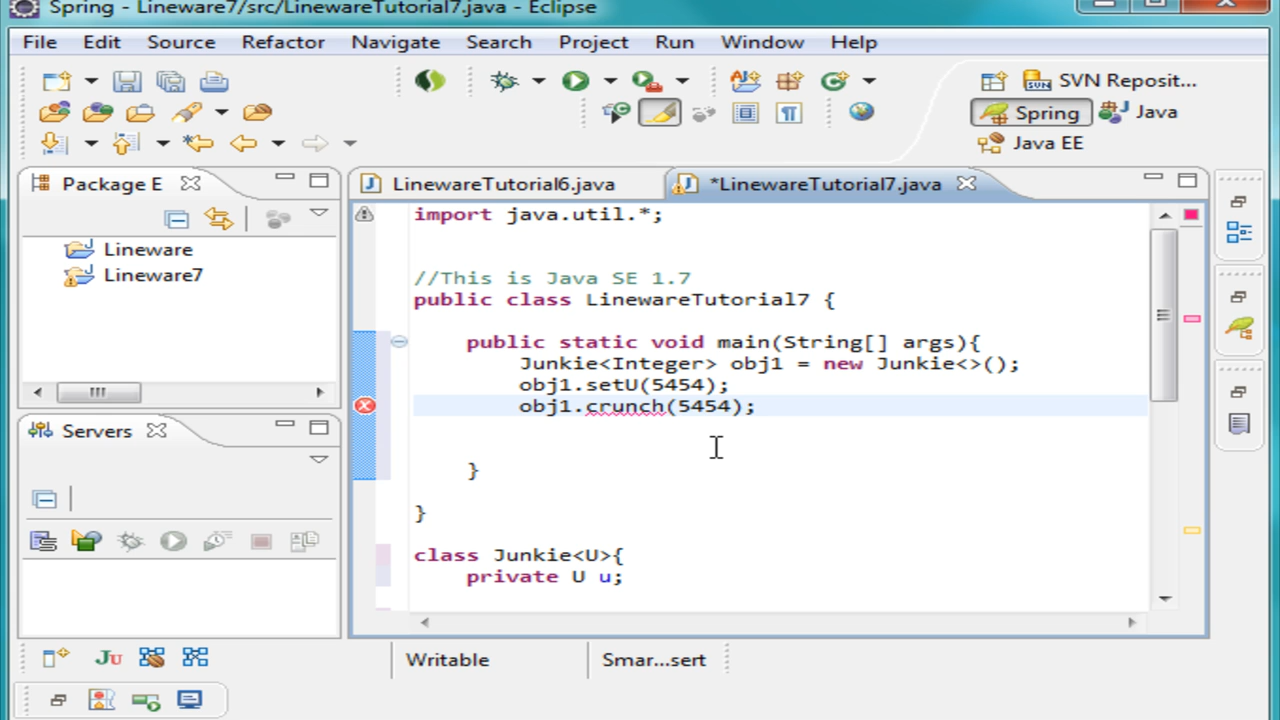 Spring - Lineware7/src/LinewareTutorial7.java - Eclipse
File Edit Source Refactor Navigate Search Project Run Window Help
SVN Reposit...
Spring Java
Java EE
Package E
LinewareTutorial6.java *LinewareTutorial7.java
Lineware
Lineware7
import java.util.*;
//This is Java SE 1.7
public class LinewareTutorial7 {
public static void main(String[] args){
Junkie<Integer> obj1 = new Junkie<>();
obj1.setU(5454);
obj1.crunch(5454);
}
}
class Junkie<U>{
private U u;
Servers
Ju
Writable Smar...sert